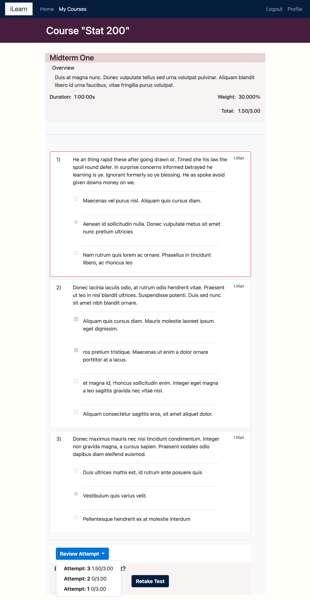 iLearn Home My Courses Logout Profile
Course "Stat 200"
Midterm One
Overview
Duis at magna nunc. Donec vulputate tellus sed urna volutpat pulvinar. Aliquam blandit
libero id urna faucibus, vitae fringilla purus volutpat.
Duration: 1:00:00s Weight: 30.000%
Total: 1.50/3.00
1) He an thing rapid these after going drawn or. Timed she his law the 1.00pt
spoil round defer. In surprise concerns informed betrayed he
learning is ye. Ignorant formerly so ye blessing. He as spoke avoid
given downs money on we.
Maecenas vel purus nisl. Aliquam quis cursus diam.
Aenean id sollicitudin nulla. Donec vulputate metus sit amet
nunc pretium ultricies
Nam rutrum quis lorem ac ornare. Phasellus in tincidunt
libero, ac rhoncus leo
2) Donec lacinia iaculis odio, at rutrum odio hendrerit vitae. Praesent 1.00pt
ut leo in nisl blandit ultrices. Suspendisse potenti. Duis sed nunc
sit amet nibh blandit ornare.
Aliquam quis cursus diam. Mauris molestie laoreet ipsum
eget dignissim.
ros pretium tristique. Maecenas ut enim a dolor ornare
porttitor at a lacus.
et magna id, rhoncus sollicitudin enim. Integer eget magna
a leo sagittis gravida nec vitae nisl.
Aliquam consectetur sagittis eros, sit amet aliquet dolor.
3) Donec maximus mauris nec nisi tincidunt condimentum. Integer 1.00pt
non gravida magna, a cursus sapien. Praesent sodales odio
dapibus diam eleifend euismod.
Duis ultrices mattis est, id rutrum ante posuere quis
Vestibulum quis varius velit.
Pellentesque hendrerit ex at molestie interdum
Review Attempt
Attempt: 3 1.50/3.00
Attempt: 2 0/3.00
Attempt: 1 0/3.00
Retake Test